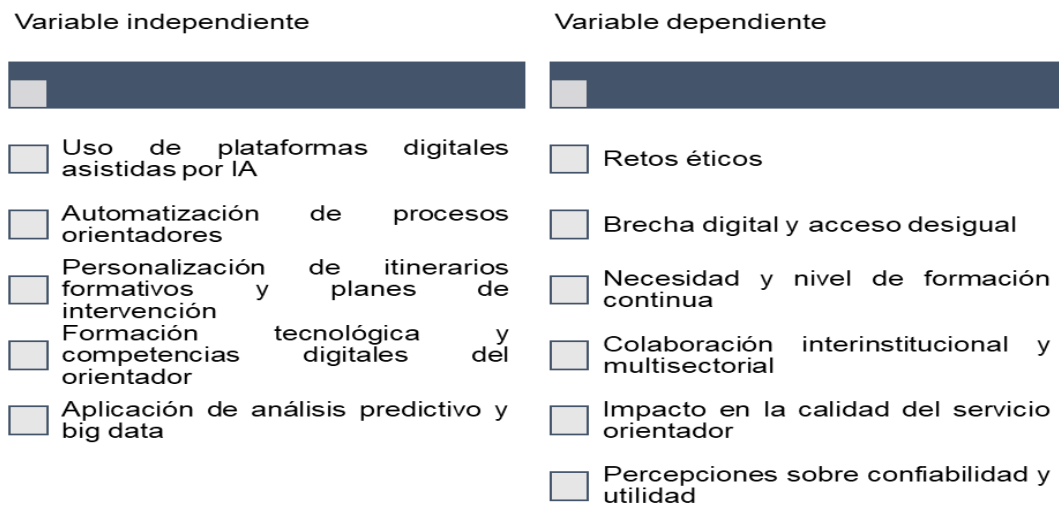 Variable independiente
Uso de plataformas digitales
asistidas por IA
Automatización de procesos
orientadores
Personalización de itinerarios
formativos y planes de
intervención
Formación tecnológica y
competencias digitales del
orientador
Aplicación de análisis predictivo y
big data
Variable dependiente
Retos éticos
Brecha digital y acceso desigual
Necesidad y nivel de formación
continua
Colaboración interinstitucional y
multisectorial
Impacto en la calidad del servicio
orientador
Percepciones sobre confiabilidad y
utilidad